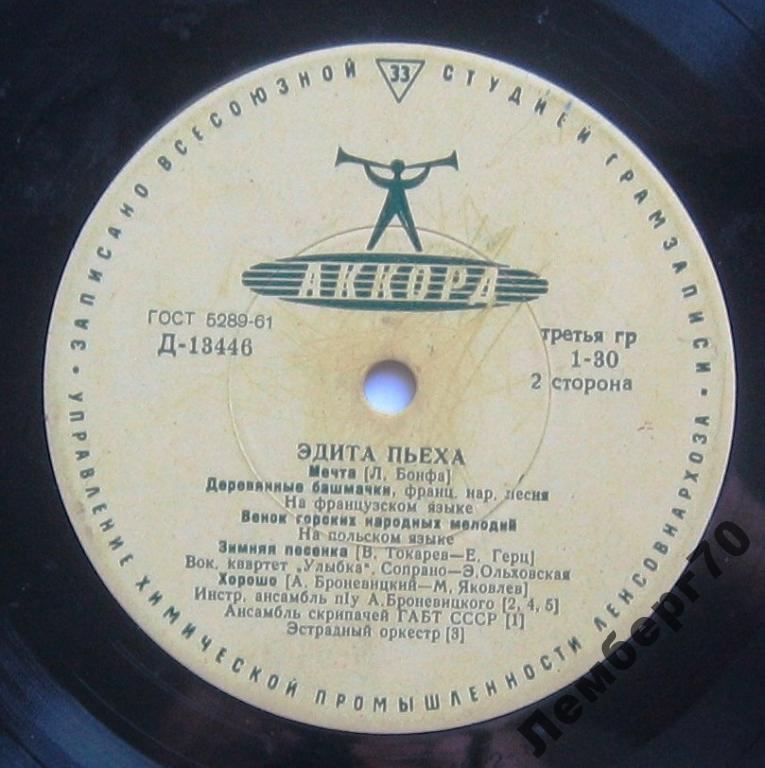 ЗАПИСАНО ВСЕСОЮЗНОЙ 33 СТУДИЕЙ ГРАМЗАПИСИ •
УПРАВЛЕНИЕ ХИМИЧЕСКОЙ ПРОМЫШЛЕННОСТИ ЛЕНСОВНАРХОЗА •
АККОРД
ГОСТ 5289-61
Д-13446
третья гр
1-30
2 сторона
ЭДИТА ПЬЕХА
Мечта [Л. Бонфа]
Деревянные башмачки, франц. нар. песня
На французском языке
Венок горских народных мелодий
На польском языке
Зимняя песенка [В. Токарев—Е. Герц]
Вок. квартет „Улыбка". Сопрано—Э.Ольховская
Хорошо [А. Броневицкий—М. Яковлев]
Инстр. ансамбль п/у А.Броневицкого [2, 4, 5]
Ансамбль скрипачей ГАБТ СССР [1]
Эстрадный оркестр [3]
Лемберг70